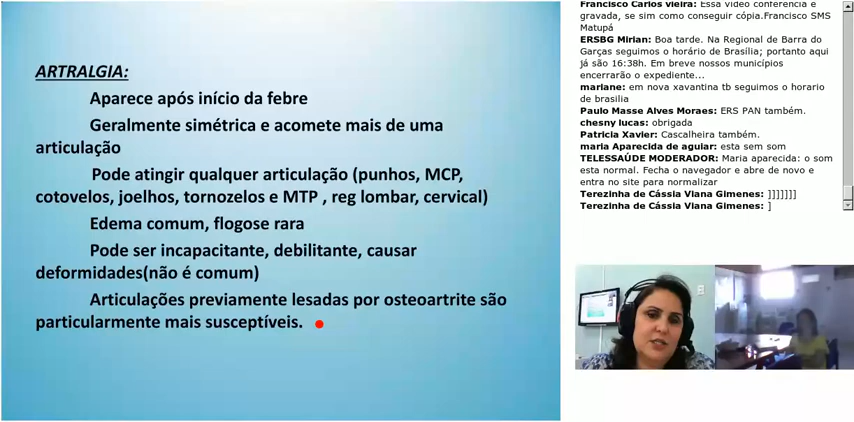 ARTRALGIA:
Aparece após início da febre
Geralmente simétrica e acomete mais de uma
articulação
Pode atingir qualquer articulação (punhos, MCP,
cotovelos, joelhos, tornozelos e MTP , reg lombar, cervical)
Edema comum, flogose rara
Pode ser incapacitante, debilitante, causar
deformidades(não é comum)
Articulações previamente lesadas por osteoartrite são
particularmente mais susceptíveis.
Francisco Carlos vieira: Essa video conferencia e
gravada, se sim como conseguir cópia.Francisco SMS
Matupá
ERSBG Mirian: Boa tarde. Na Regional de Barra do
Garças seguimos o horário de Brasília; portanto aqui
já são 16:38h. Em breve nossos municípios
encerrarão o expediente...
mariane: em nova xavantina tb seguimos o horario
de brasilia
Paulo Masse Alves Moraes: ERS PAN também.
chesny lucas: obrigada
Patricia Xavier: Cascalheira também.
maria Aparecida de aguiar: esta sem som
TELESSAÚDE MODERADOR: Maria aparecida: o som
esta normal. Fecha o navegador e abre de novo e
entra no site para normalizar
Terezinha de Cássia Viana Gimenes: ]]]]]]]
Terezinha de Cássia Viana Gimenes: ]